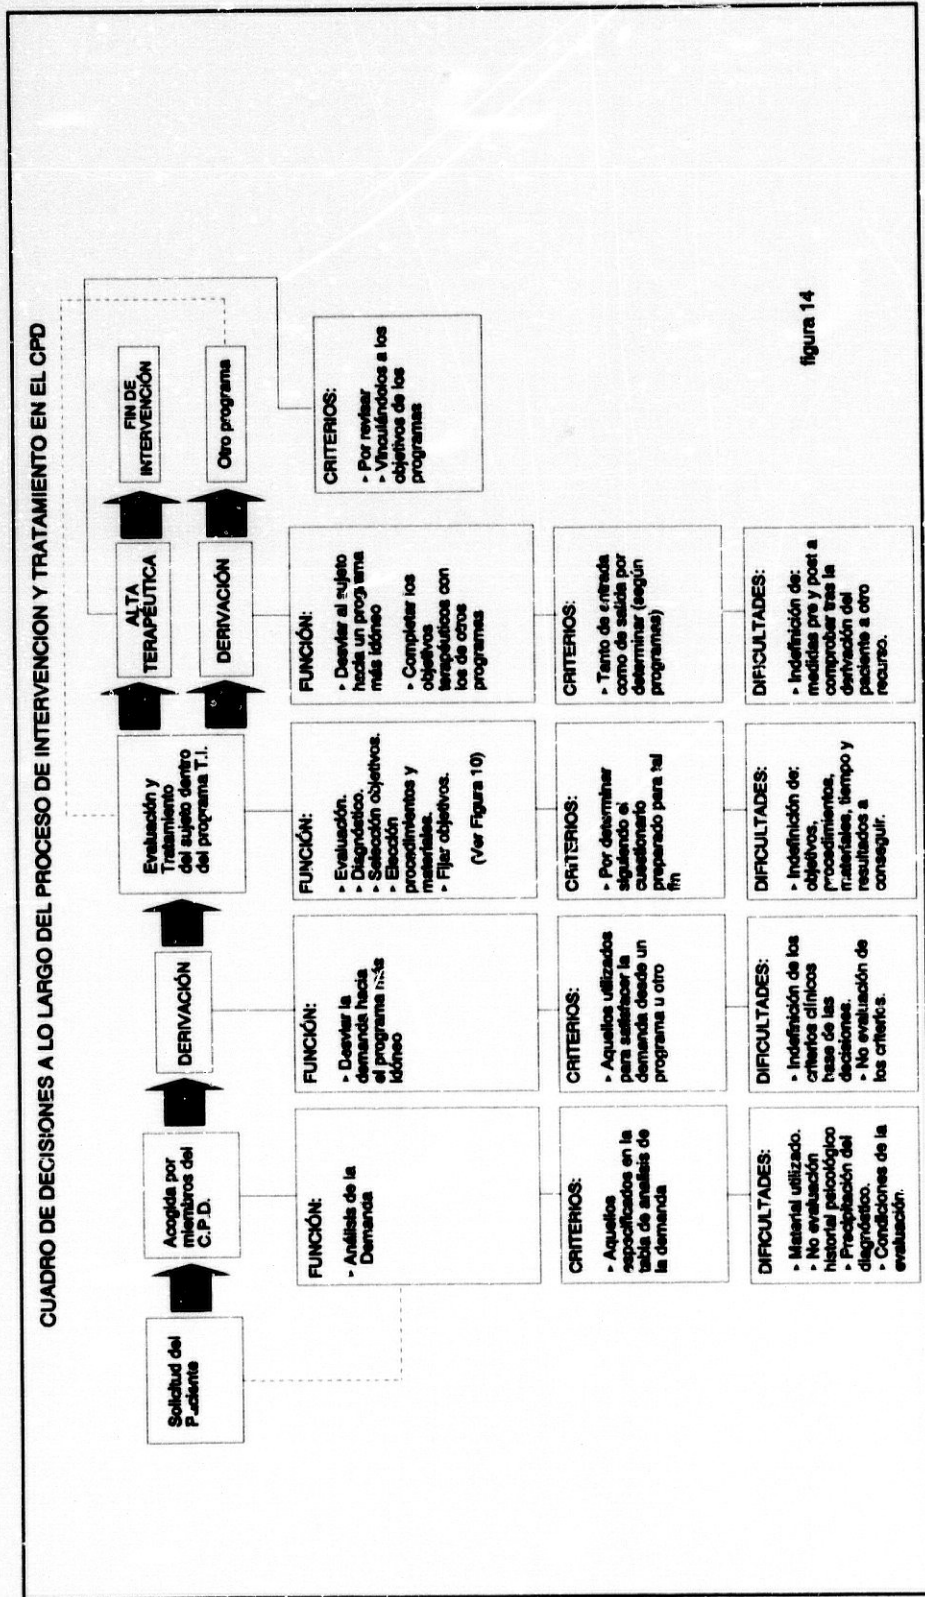 CUADRO DE DECISIONES A LO LARGO DEL PROCESO DE INTERVENCION Y TRATAMIENTO EN EL CPD
Solicitud del
Paciente
Acogida por
miembros del
C.P.D.
DERIVACIÓN
Evaluación y
Tratamiento
del sujeto dentro
del programa T.I.
ALTA
TERAPÉUTICA
DERIVACIÓN
FIN DE
INTERVENCIÓN
Otro programa
FUNCIÓN:
▸ Análisis de la
Demanda
FUNCIÓN:
▸ Desviar la
demanda hacia
el programa más
idóneo
FUNCIÓN:
▸ Evaluación.
▸ Diagnóstico.
▸ Selección objetivos.
▸ Elección
procedimientos y
materiales.
▸ Fijar objetivos.
(Ver Figura 10)
FUNCIÓN:
▸ Desviar al sujeto
hacia un programa
más idóneo
▸ Completar los
objetivos
terapéuticos con
los de otros
programas
CRITERIOS:
▸ Por revisar
▸ Vinculándolos a los
objetivos de los
programas
CRITERIOS:
▸ Aquellos
especificados en la
tabla de analisis de
la demanda
CRITERIOS:
▸ Aquellos utilizados
para satisfacer la
demanda desde un
programa u otro
CRITERIOS:
▸ Por determinar
siguiendo el
cuestionario
preparado para tal
fin
CRITERIOS:
▸ Tanto de entrada
como de salida por
determinar (según
programas)
DIFICULTADES:
▸ Material utilizado.
▸ No evaluación
historial psicológico
▸ Precipitación del
diagnóstico.
▸ Condiciones de la
evaluación.
DIFICULTADES:
▸ Indefinición de los
criterios clínicos
base de las
decisiones.
▸ No evaluación de
los criterios.
DIFICULTADES:
▸ Indefinición de:
objetivos,
procedimientos,
materiales, tiempo y
resultados a
conseguir.
DIFICULTADES:
▸ Indefinición de:
medidas pre y post a
comprobar tras la
derivación del
paciente a otro
recurso.
figura 14